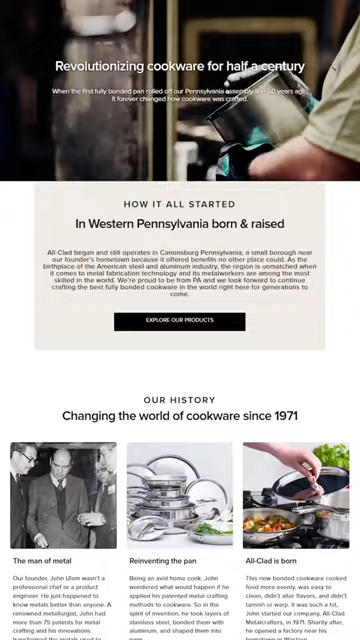 Revolutionizing cookware for half a century
When the first fully bonded pan rolled off our Pennsylvania assembly line 50 years ago,
it forever changed how cookware was crafted.
HOW IT ALL STARTED
In Western Pennsylvania born & raised
All-Clad began and still operates in Canonsburg Pennsylvania, a small borough near
our founder's hometown because it offered benefits no other place could. As the
birthplace of the American steel and aluminum industry, the region is unmatched when
it comes to metal fabrication technology and its metalworkers are among the most
skilled in the world. We're proud to be from PA and we look forward to continue
crafting the best fully bonded cookware in the world right here for generations to
come.
EXPLORE OUR PRODUCTS
OUR HISTORY
Changing the world of cookware since 1971
The man of metal
Our founder, John Ulam wasn't a
professional chef or a product
engineer. He just happened to
know metals better than anyone. A
renowned metallurgist, John had
more than 75 patents for metal
crafting and his innovations
transformed the metals used to
Reinventing the pan
Being an avid home cook, John
wondered what would happen if he
applied his patented metal crafting
methods to cookware. So in the
spirit of invention, he took layers of
stainless steel, bonded them with
aluminum, and shaped them into
pans.
All-Clad is born
This new bonded cookware cooked
food more evenly, was easy to
clean, didn't alter flavors, and didn't
tarnish or warp. It was such a hit,
John started our company, All-Clad
Metalcrafters, in 1971. Shortly after,
he opened a factory near his
hometown in Western